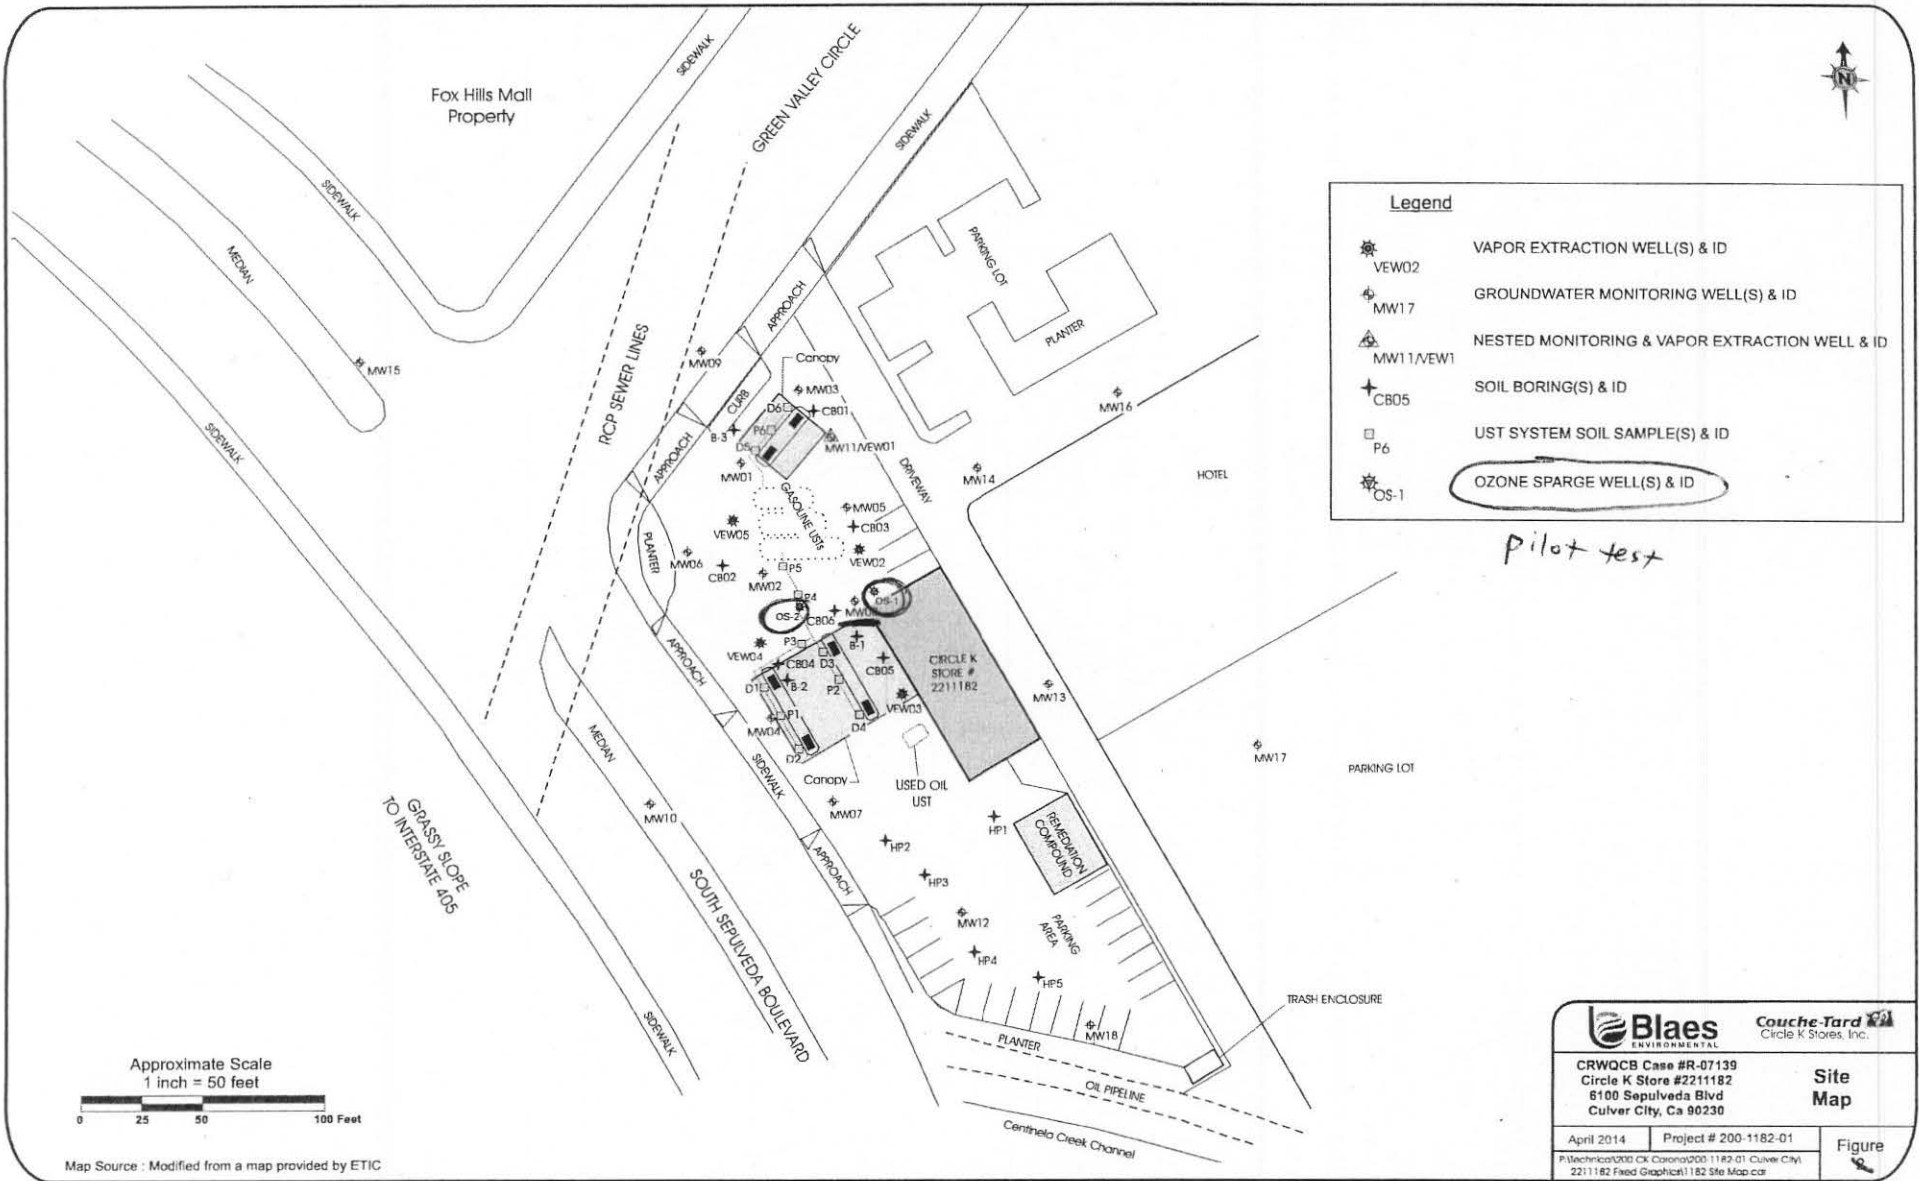 Fox Hills Mall
Property
SIDEWALK
GREEN VALLEY CIRCLE
SIDEWALK
SIDEWALK
MEDIAN
N
Legend
VEW02 VAPOR EXTRACTION WELL(S) & ID
MW17 GROUNDWATER MONITORING WELL(S) & ID
MW11/VEW1 NESTED MONITORING & VAPOR EXTRACTION WELL & ID
CB05 SOIL BORING(S) & ID
P6 UST SYSTEM SOIL SAMPLE(S) & ID
OS-1 OZONE SPARGE WELL(S) & ID
pilot test
PARKING LOT
PLANTER
APPROACH
RCP SEWER LINES
MW15
MW09
Canopy
MW03
CURB
D6
CB01
P6
B-3
D5
MW11/VEW01
MW16
SIDEWALK
APPROACH
MW01
GASOLINE USTs
DRIVEWAY
MW14
HOTEL
MW05
CB03
VEW05
PLANTER
MW06
CB02
MW02
P5
VEW02
P4
OS-2
CB06
OS-1
P3
B-1
VEW04
CB04
D3
CB05
APPROACH
D1
B-2
P2
VEW03
CIRCLE K
STORE #
2211182
MW13
P1
MW04
D4
D2
MEDIAN
SIDEWALK
Canopy
USED OIL
UST
MW17
PARKING LOT
GRASSY SLOPE
TO INTERSTATE 405
MW10
MW07
HP1
REMEDIATION
COMPOUND
HP2
APPROACH
HP3
SOUTH SEPULVEDA BOULEVARD
MW12
PARKING
AREA
HP4
HP5
TRASH ENCLOSURE
SIDEWALK
MW18
PLANTER
OIL PIPELINE
Centinela Creek Channel
Approximate Scale
1 inch = 50 feet
0 25 50 100 Feet
Map Source : Modified from a map provided by ETIC
Blaes
ENVIRONMENTAL
Couche-Tard
Circle K Stores, Inc.
CRWQCB Case #R-07139
Circle K Store #2211182
6100 Sepulveda Blvd
Culver City, Ca 90230
Site
Map
April 2014
Project # 200-1182-01
Figure
2211182 Fixed Graphics\1182 Site Map.cdr